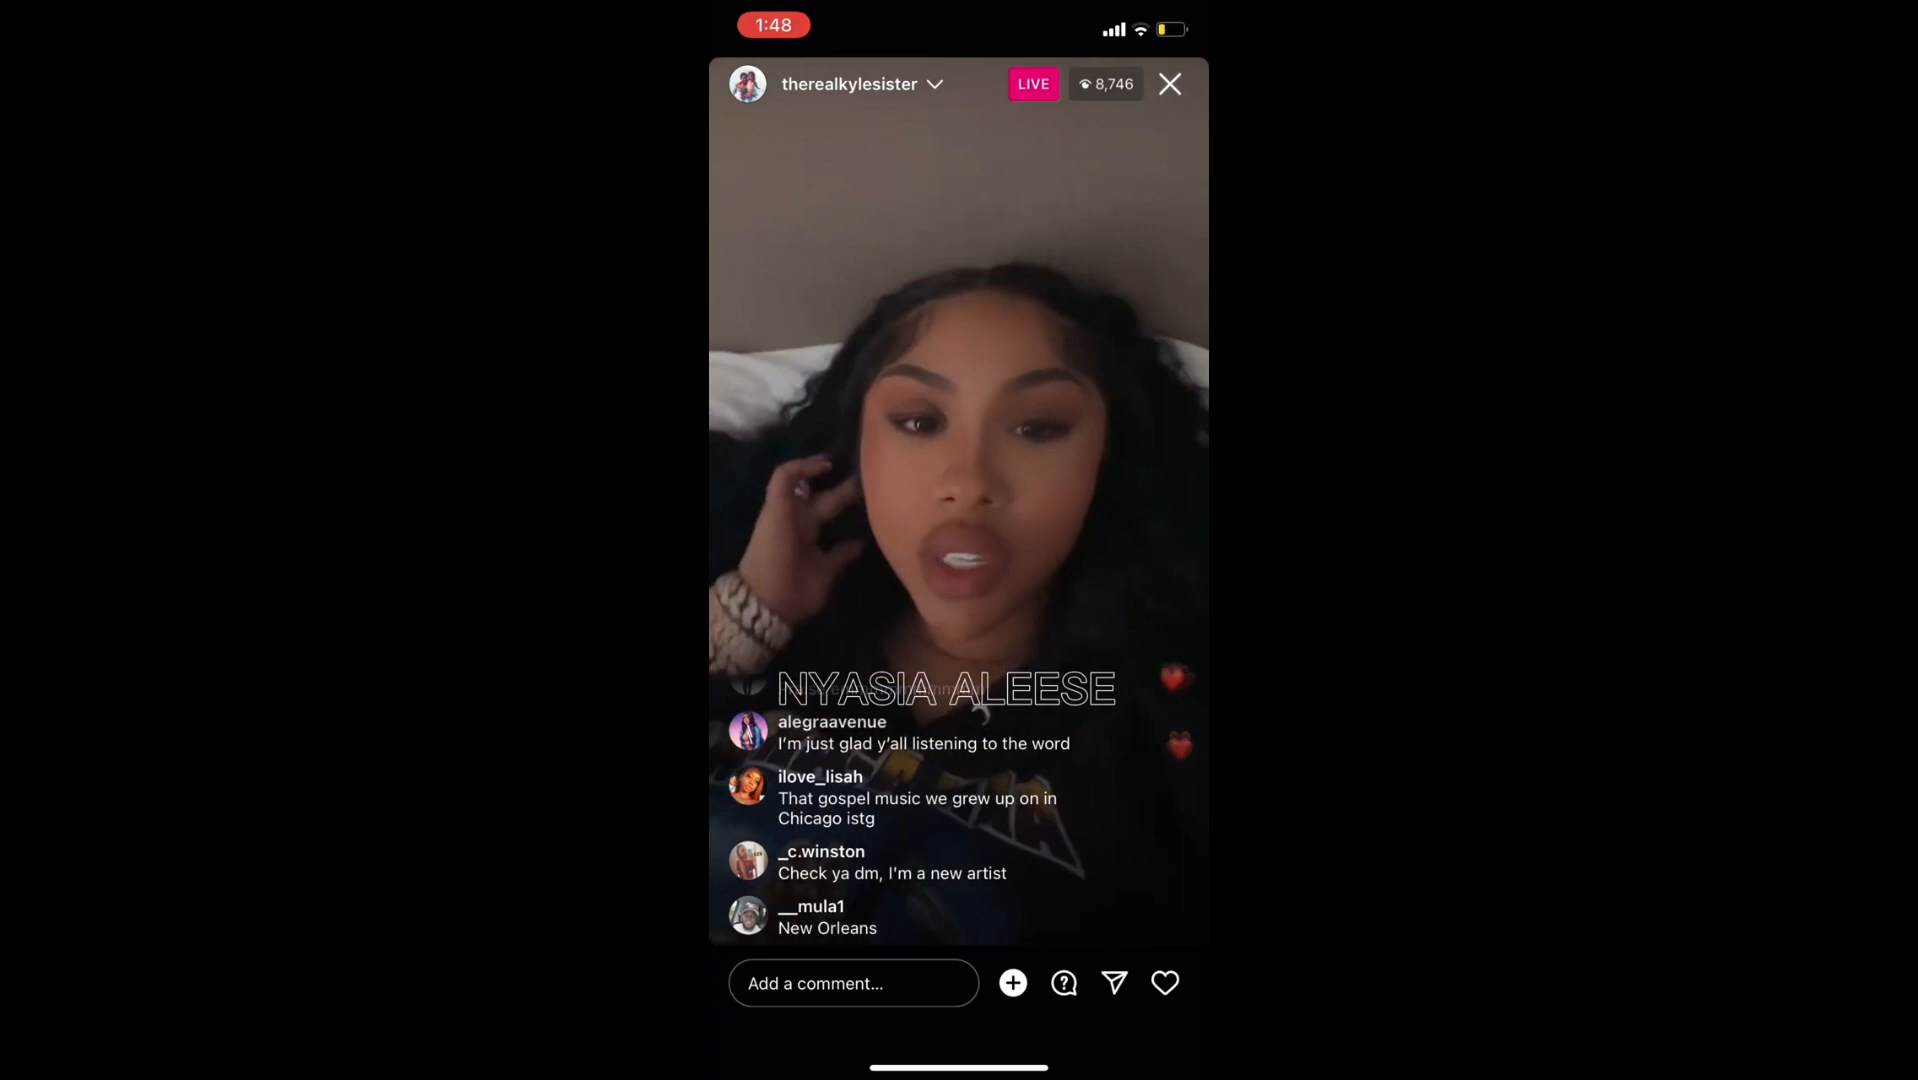 1:48
therealkylesister
LIVE
8,746
NYASIA ALEESE
alegraavenue
I’m just glad y’all listening to the word
ilove_lisah
That gospel music we grew up on in
Chicago istg
_c.winston
Check ya dm, I'm a new artist
__mula1
New Orleans
Add a comment...